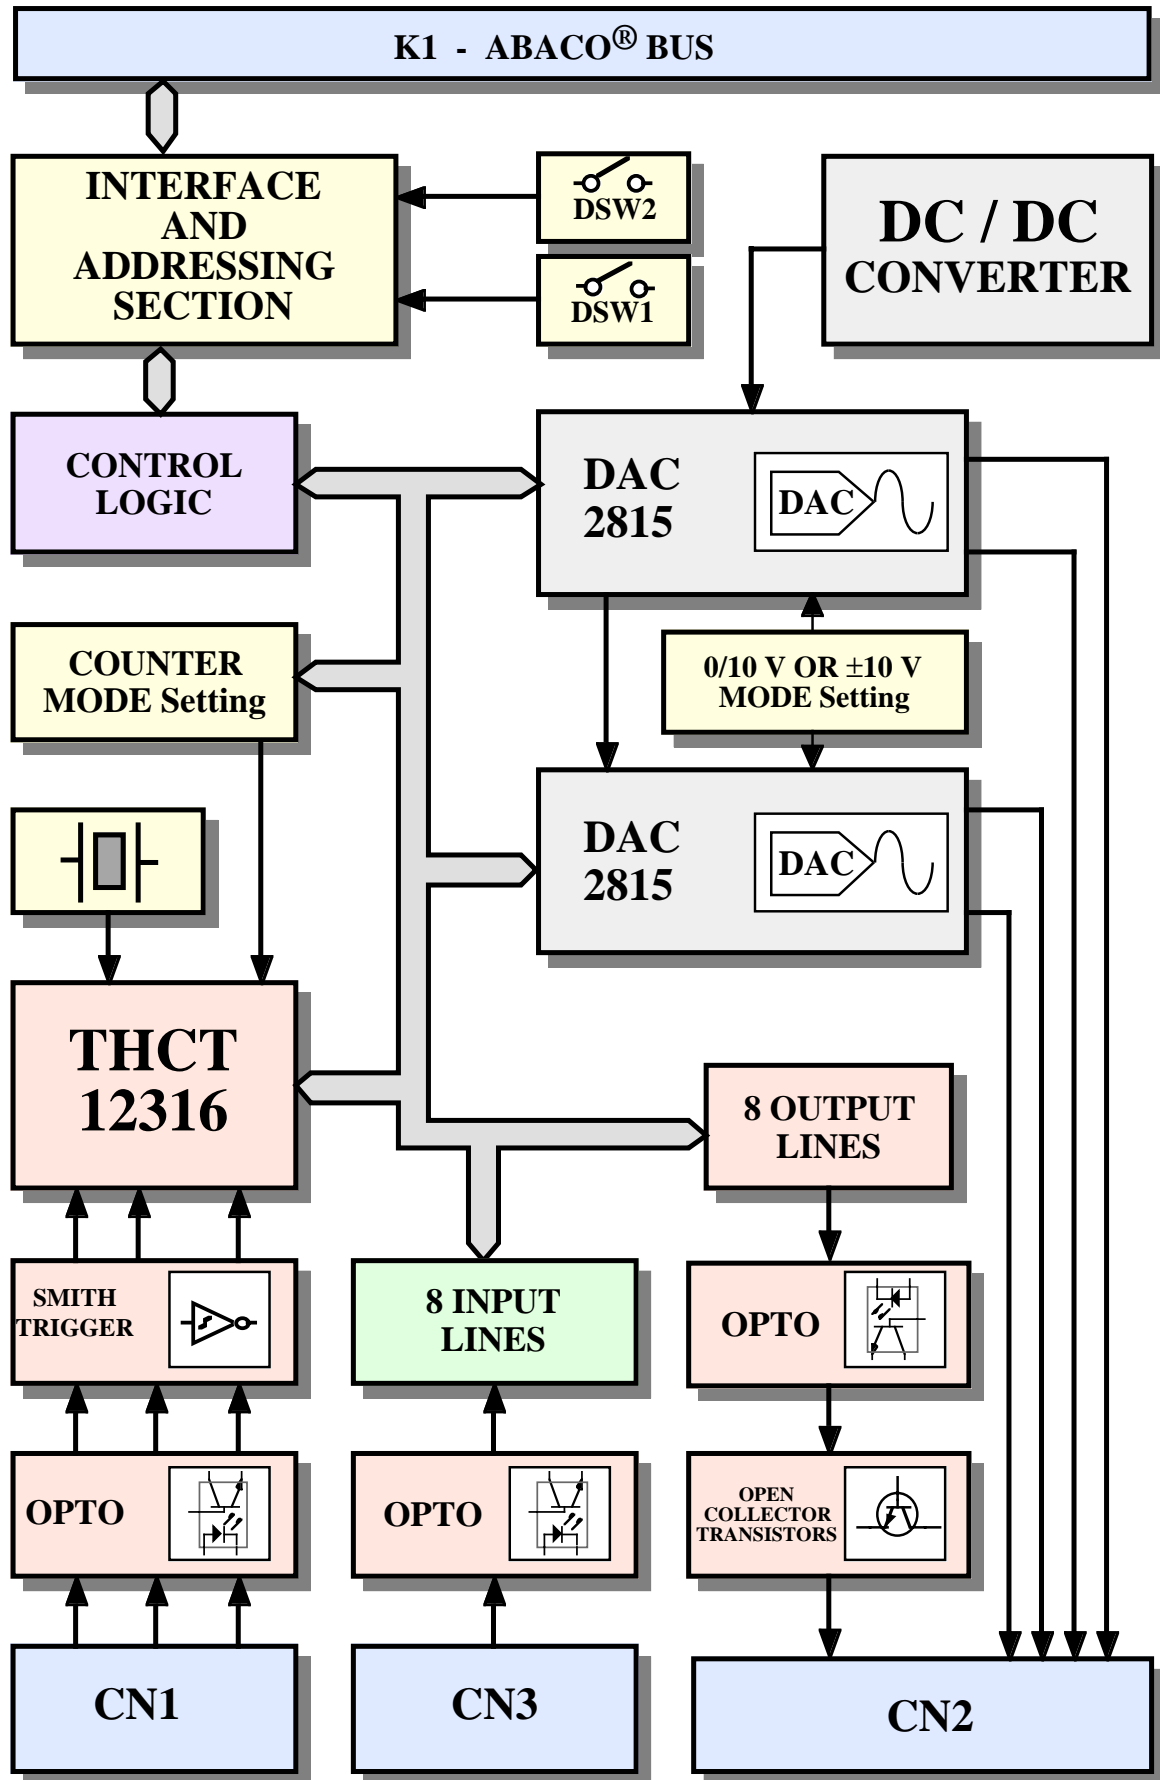 K1 - ABACO® BUS
INTERFACE
AND
ADDRESSING
SECTION
DSW2
DSW1
DC / DC
CONVERTER
CONTROL
LOGIC
DAC
2815
DAC
COUNTER
MODE Setting
0/10 V OR ±10 V
MODE Setting
DAC
2815
DAC
THCT
12316
8 OUTPUT
LINES
SMITH
TRIGGER
8 INPUT
LINES
OPTO
OPTO
OPTO
OPEN
COLLECTOR
TRANSISTORS
CN1
CN3
CN2